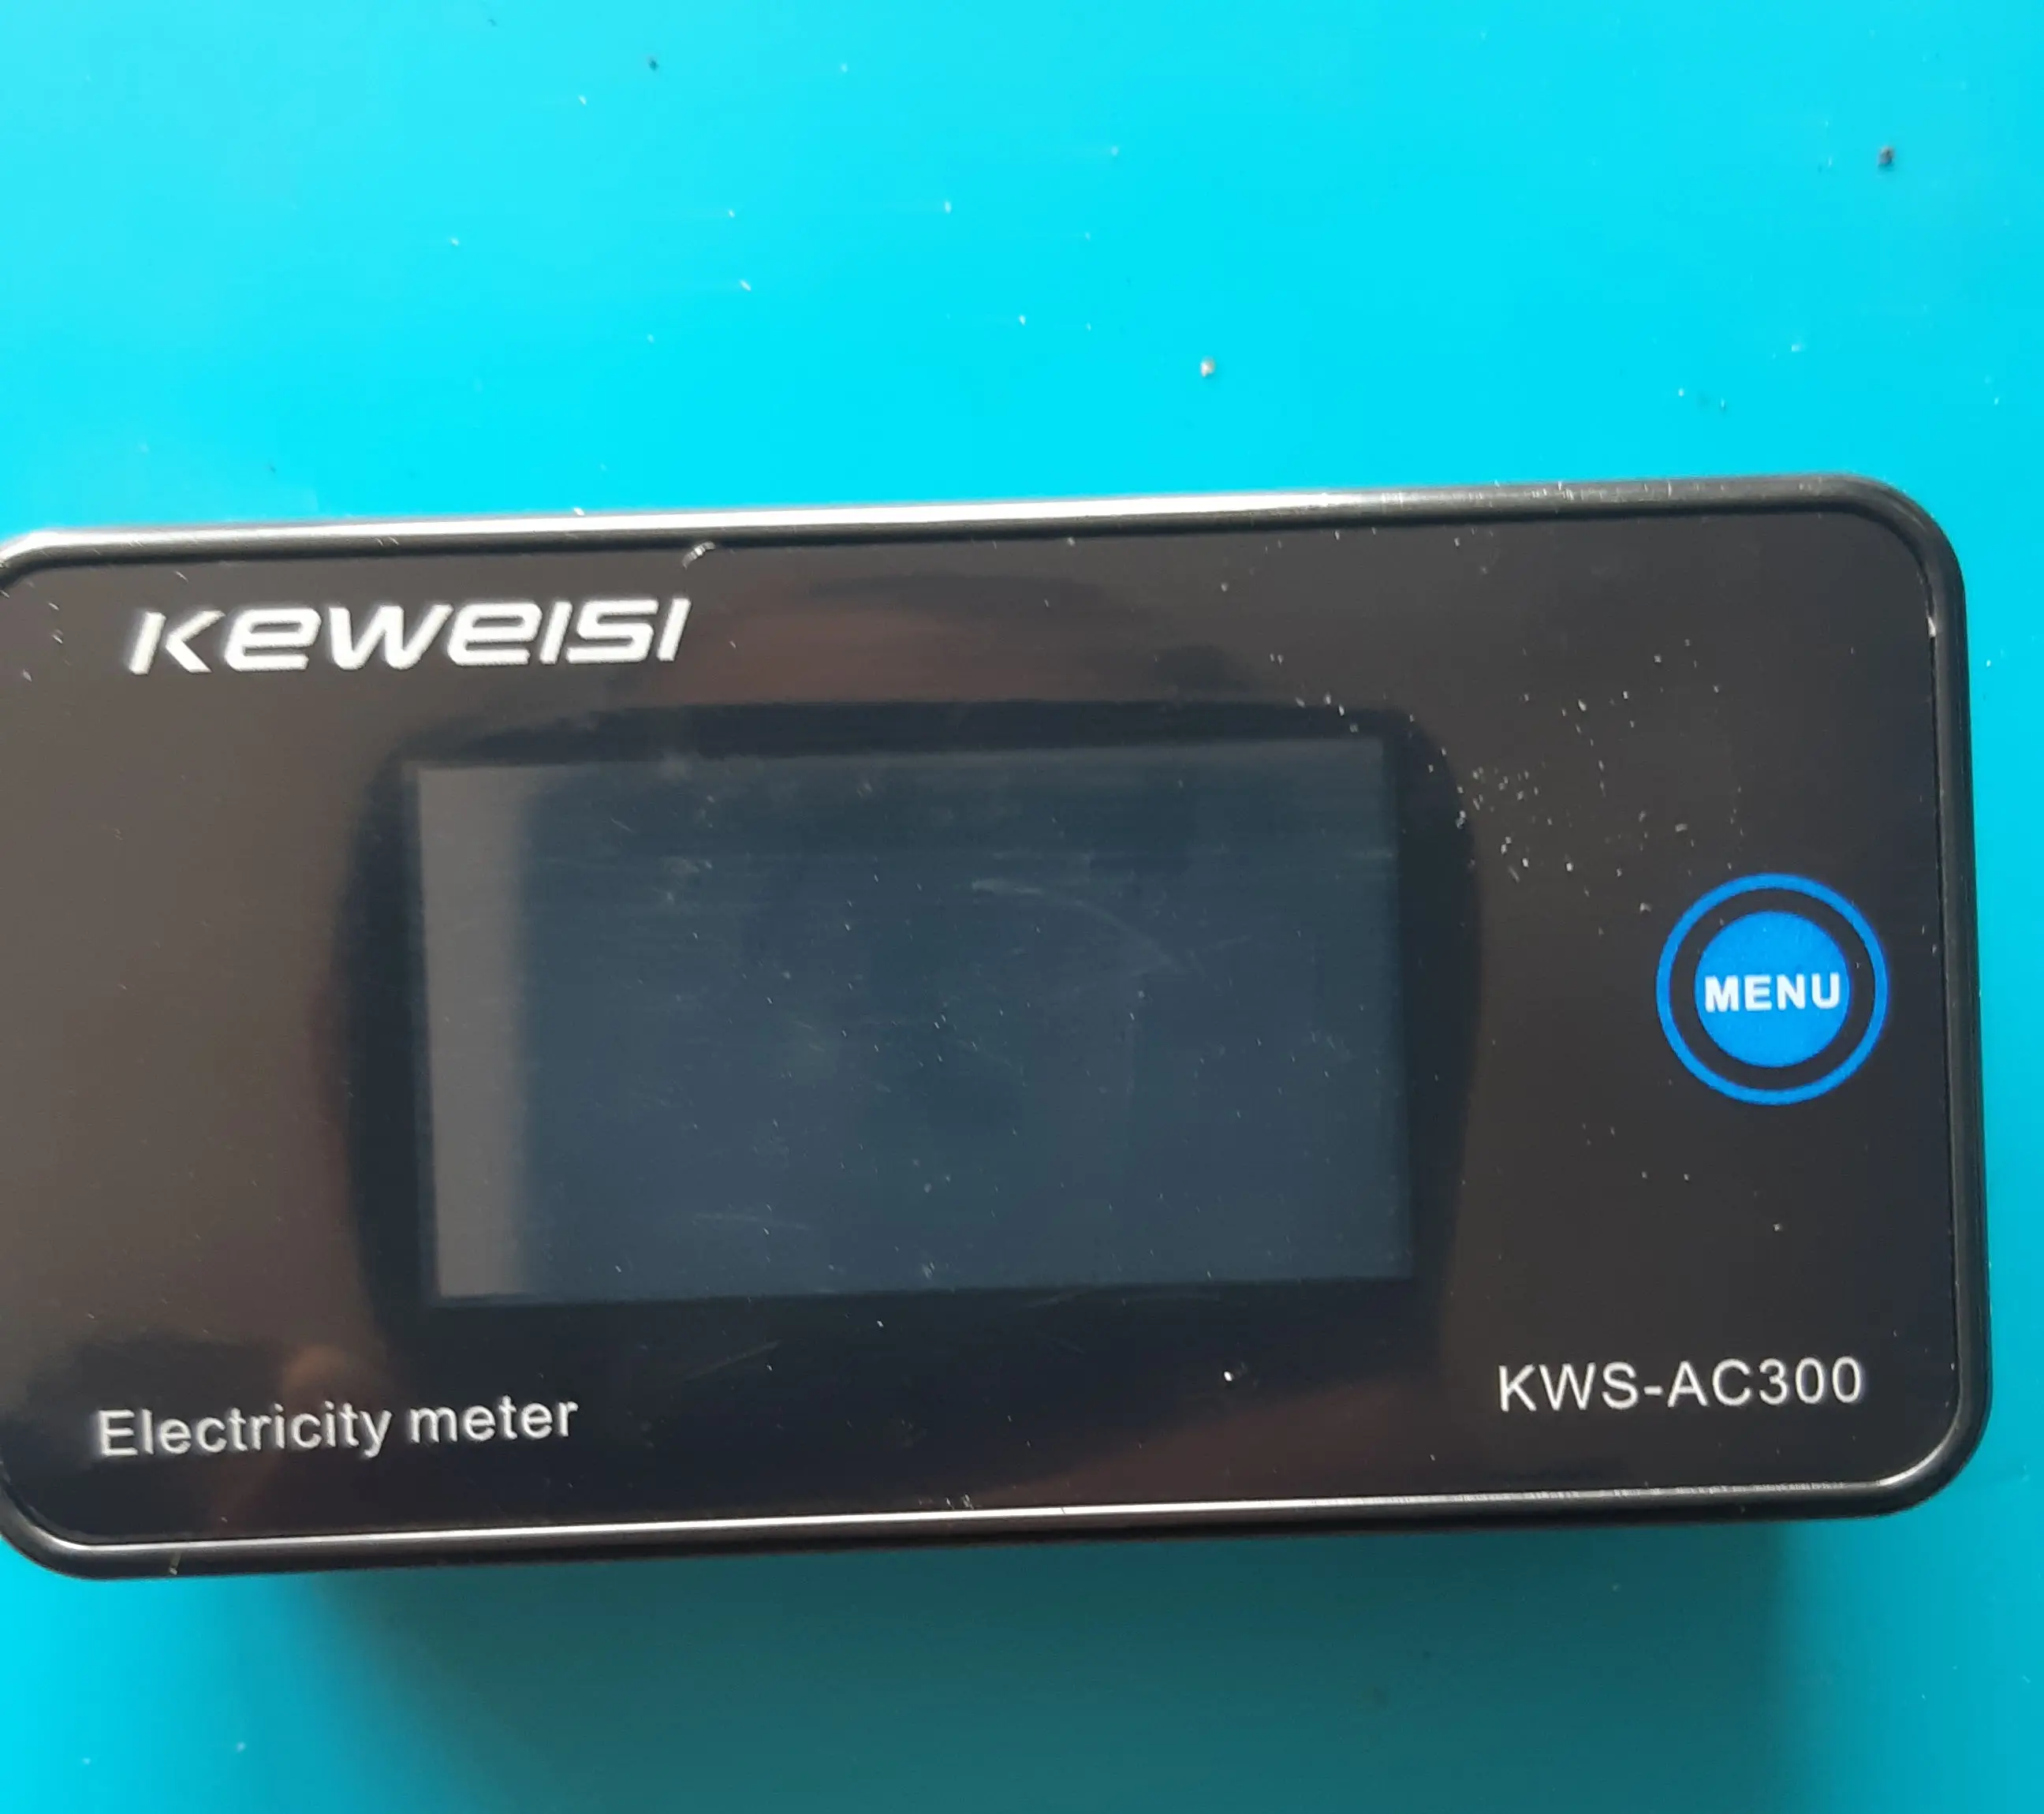 KEWEISI
MENU
KWS-AC300
Electricity meter